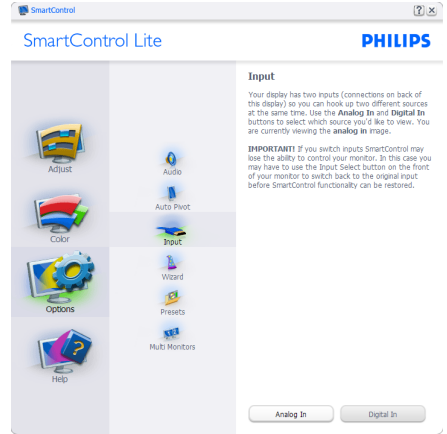 SmartControl
SmartControl Lite
PHILIPS
Adjust
Color
Options
Help
Audio
Auto Pivot
Input
Wizard
Presets
Multi Monitors
Input
Your display has two inputs (connections on back of
this display) so you can hook up two different sources
at the same time. Use the Analog In and Digital In
buttons to select which source you'd like to view. You
are currently viewing the analog in image.
IMPORTANT! If you switch inputs SmartControl may
lose the ability to control your monitor. In this case you
may have to use the Input Select button on the front
of your monitor to switch back to the original input
before SmartControl functionality can be restored.
Analog In
Digital In